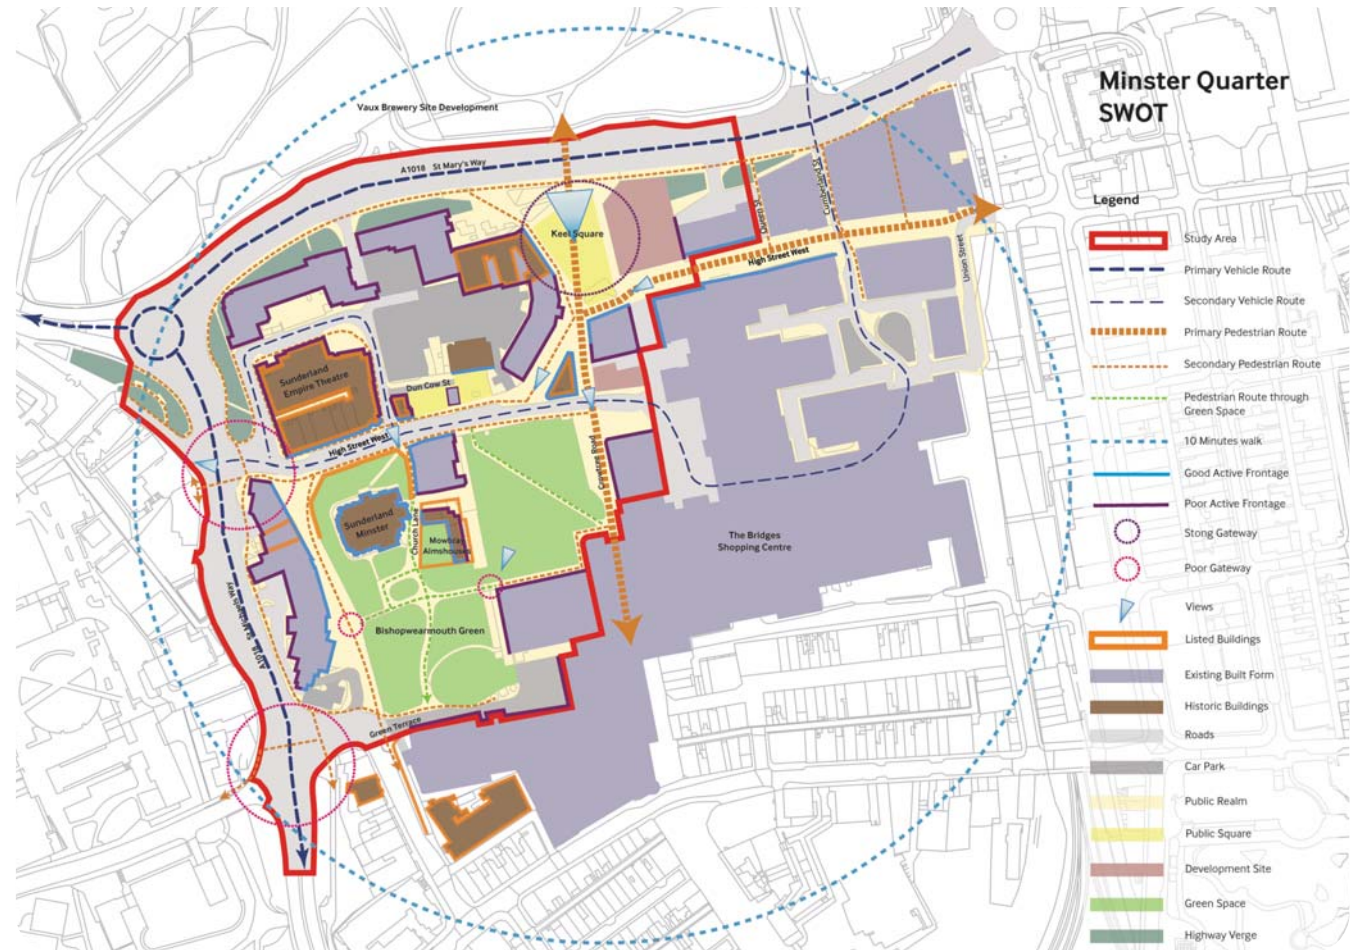 Minster Quarter
SWOT
Vaux Brewery Site Development
A1018 St Mary's Way
Keel Square
High Street West
Union Street
Sunderland
Empire Theatre
Dun Cow St
High Street West
Sunderland
Minster
Church Lane
Mowbray
Almshouses
The Bridges
Shopping Centre
Bishopwearmouth Green
A1018 St Michaels Way
Green Terrace
Legend
Study Area
Primary Vehicle Route
Secondary Vehicle Route
Primary Pedestrian Route
Secondary Pedestrian Route
Pedestrian Route through
Green Space
10 Minutes walk
Good Active Frontage
Poor Active Frontage
Stong Gateway
Poor Gateway
Views
Listed Buildings
Existing Built Form
Historic Buildings
Roads
Car Park
Public Realm
Public Square
Development Site
Green Space
Highway Verge